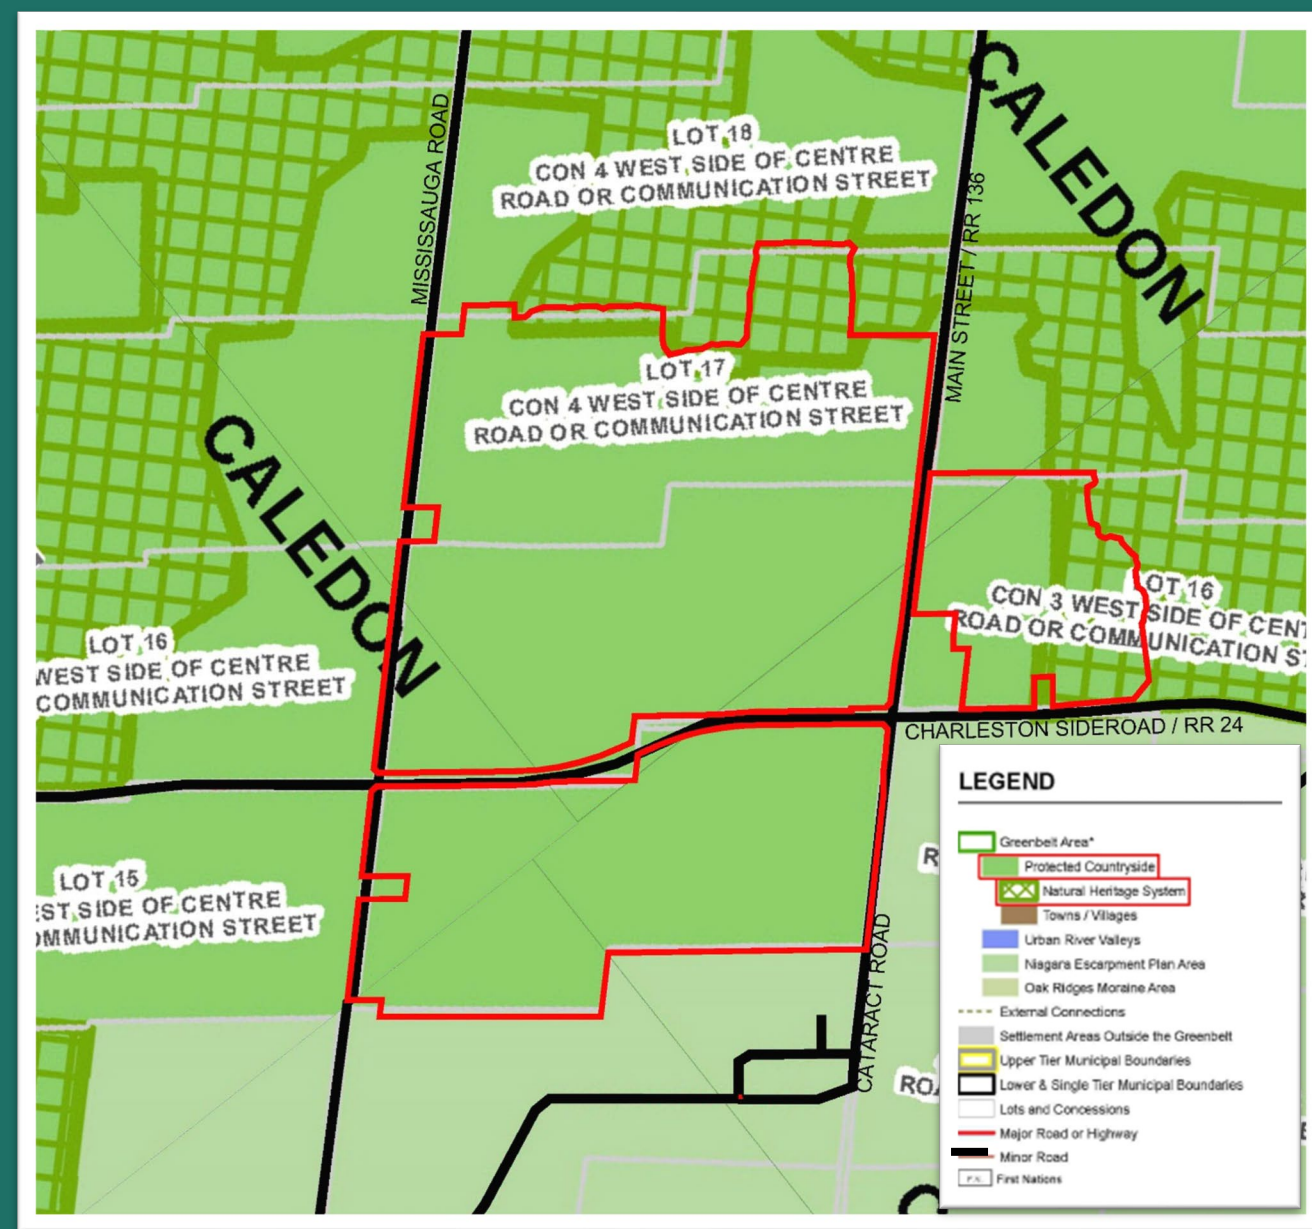 CALEDON
MISSISSAUGA ROAD
LOT 18
CON 4 WEST SIDE OF CENTRE
ROAD OR COMMUNICATION STREET
MAIN STREET / RR 136
LOT 17
CON 4 WEST SIDE OF CENTRE
ROAD OR COMMUNICATION STREET
CALEDON
OT 16
CON 3 WEST SIDE OF CENT
ROAD OR COMMUNICATION S
LOT 16
WEST SIDE OF CENTRE
COMMUNICATION STREET
CHARLESTON SIDEROAD / RR 24
LOT 15
ST SIDE OF CENTRE
OMMUNICATION STREET
CATARACT ROAD
R
ROA
LEGEND
Greenbelt Area*
Protected Countryside
Natural Heritage System
Towns / Villages
Urban River Valleys
Niagara Escarpment Plan Area
Oak Ridges Moraine Area
External Connections
Settlement Areas Outside the Greenbelt
Upper Tier Municipal Boundaries
Lower & Single Tier Municipal Boundaries
Lots and Concessions
Major Road or Highway
Minor Road
F.N. First Nations